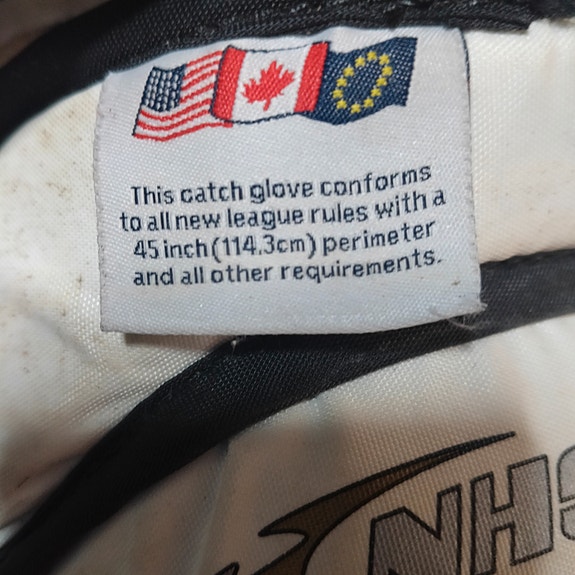 This catch glove conforms
to all new league rules with a
45 inch (114.3cm) perimeter
and all other requirements.
NHS